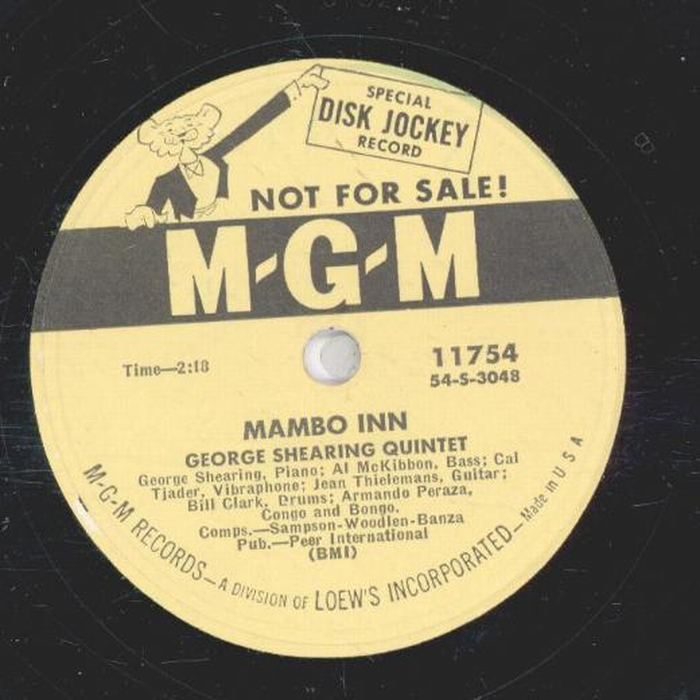 SPECIAL
DISK JOCKEY
RECORD
NOT FOR SALE!
M-G-M
Time—2:18
11754
54-S-3048
MAMBO INN
GEORGE SHEARING QUINTET
George Shearing, Piano; Al McKibbon, Bass; Cal
Tjader, Vibraphone; Jean Thielemans, Guitar;
Bill Clark, Drums; Armando Peraza,
Congo and Bongo.
Comps.—Sampson-Woodlen-Banza
Pub.—Peer International
(BMI)
M-G-M RECORDS—A DIVISION OF LOEW'S INCORPORATED—Made in U S A